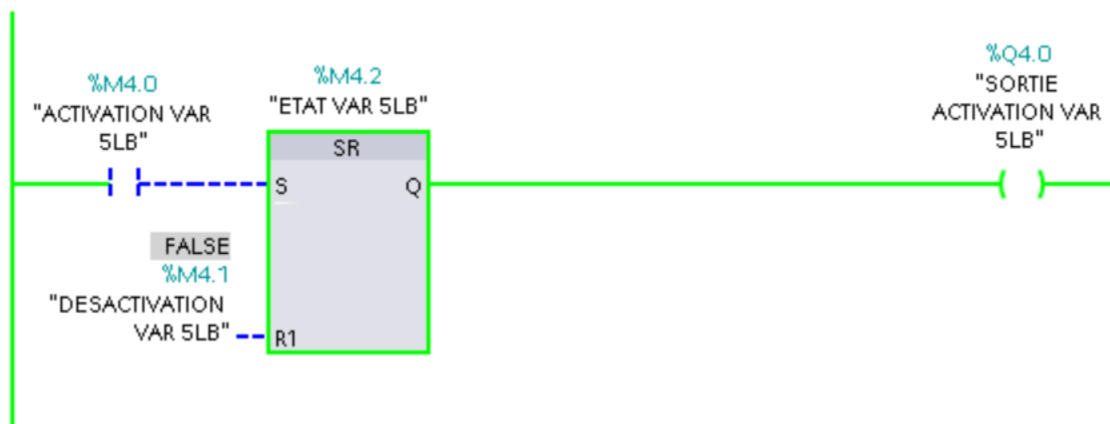 %M4.0
"ACTIVATION VAR
5LB"
%M4.2
"ETAT VAR 5LB"
SR
S
Q
FALSE
%M4.1
"DESACTIVATION
VAR 5LB"
R1
%Q4.0
"SORTIE
ACTIVATION VAR
5LB"